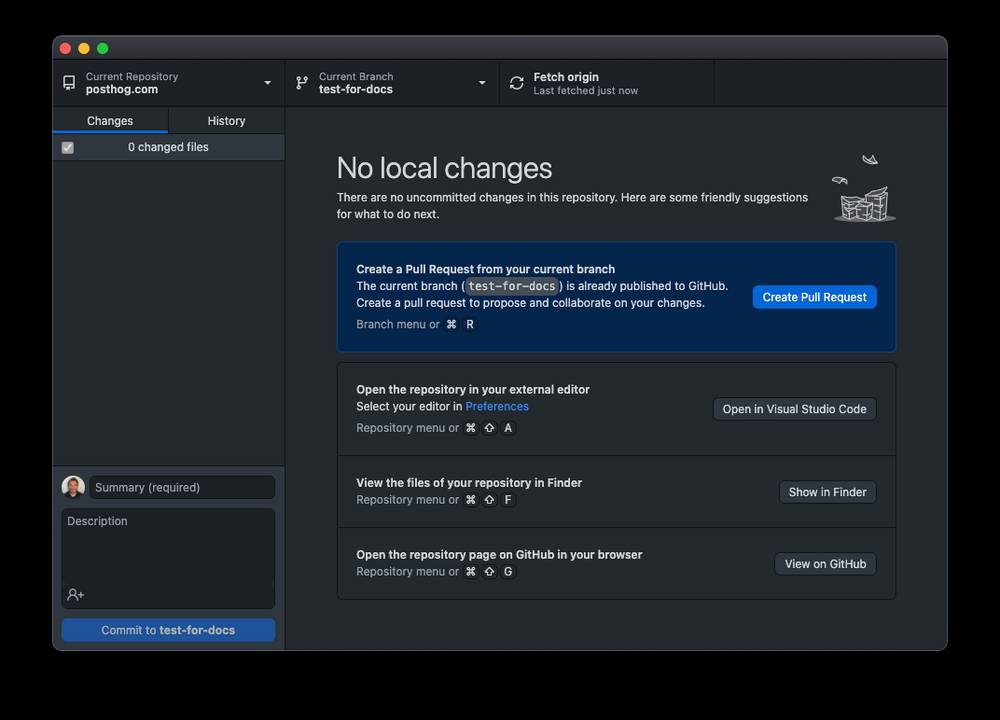 Current Repository
posthog.com
Current Branch
test-for-docs
Fetch origin
Last fetched just now
Changes
History
0 changed files
No local changes
There are no uncommitted changes in this repository. Here are some friendly suggestions
for what to do next.
Create a Pull Request from your current branch
The current branch (test-for-docs) is already published to GitHub.
Create a pull request to propose and collaborate on your changes.
Branch menu or ⌘ R
Create Pull Request
Open the repository in your external editor
Select your editor in Preferences
Repository menu or ⌘ ⇧ A
Open in Visual Studio Code
View the files of your repository in Finder
Repository menu or ⌘ ⇧ F
Show in Finder
Open the repository page on GitHub in your browser
Repository menu or ⌘ ⇧ G
View on GitHub
Summary (required)
Description
Commit to test-for-docs